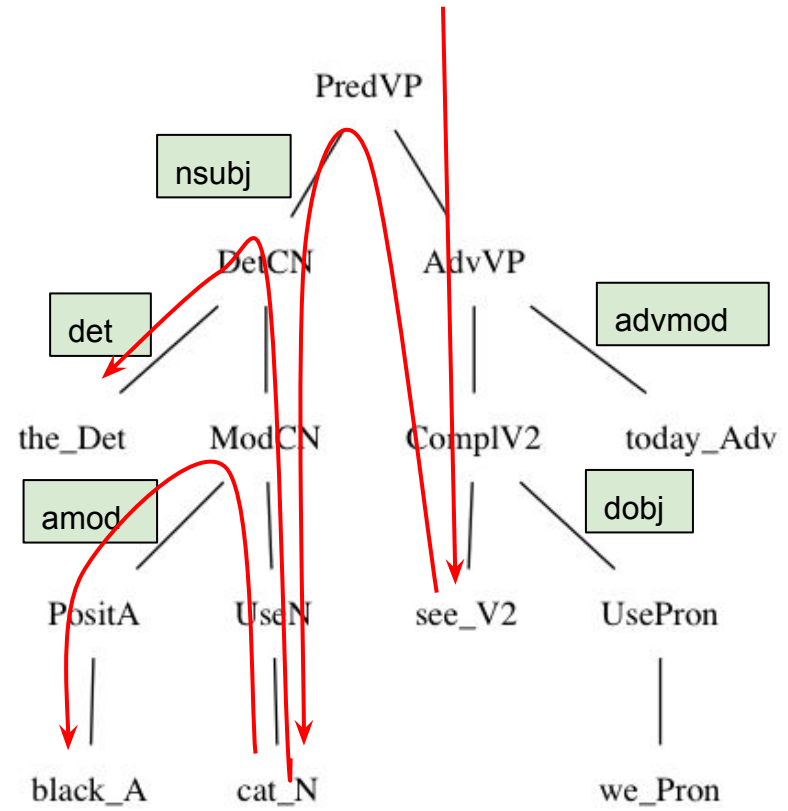 PredVP
nsubj
DetCN AdvVP
det advmod
the_Det ModCN ComplV2 today_Adv
amod dobj
PositA UseN see_V2 UsePron
black_A cat_N we_Pron